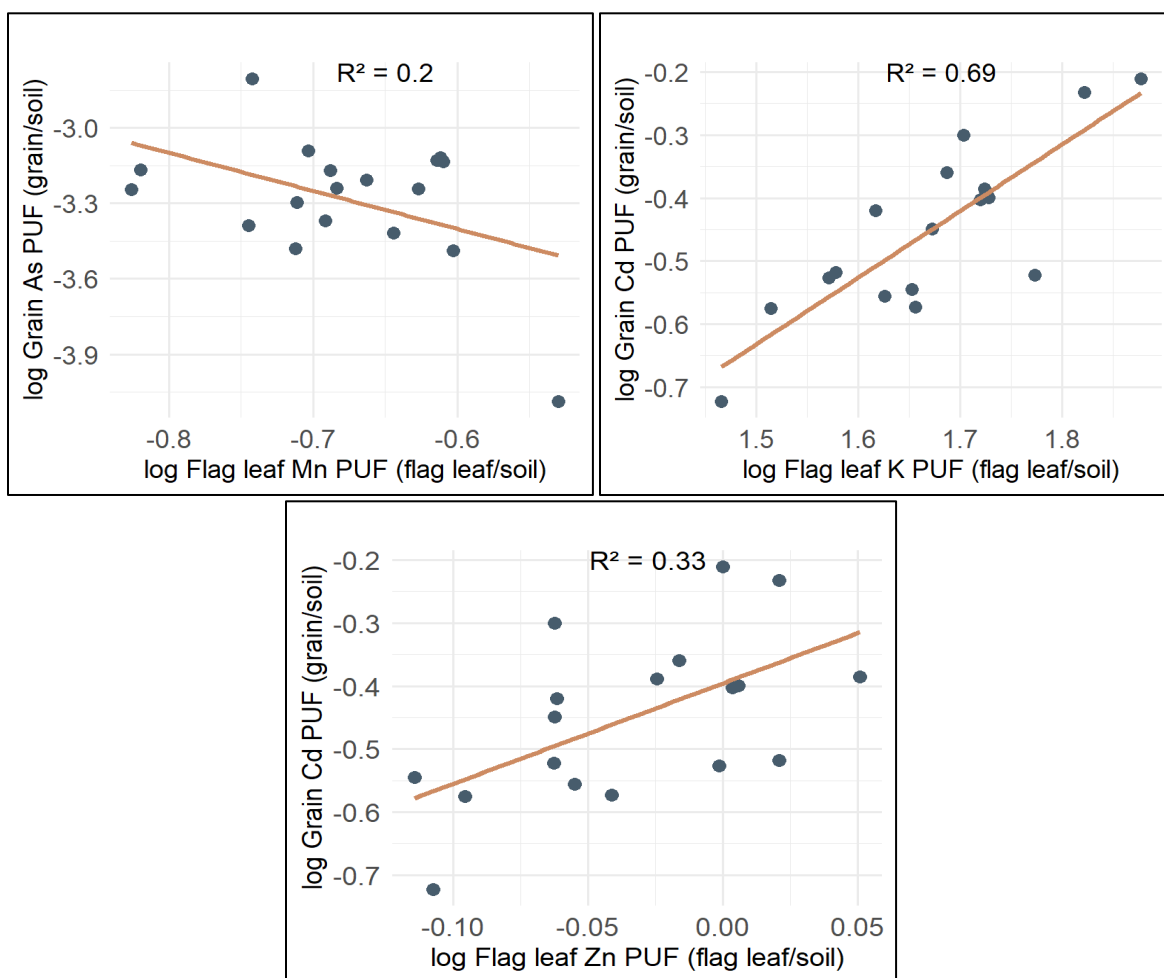 R² = 0.2
log Grain As PUF (grain/soil)
-3.0
-3.3
-3.6
-3.9
-0.8 -0.7 -0.6
log Flag leaf Mn PUF (flag leaf/soil)
R² = 0.69
log Grain Cd PUF (grain/soil)
-0.2
-0.3
-0.4
-0.5
-0.6
-0.7
1.5 1.6 1.7 1.8
log Flag leaf K PUF (flag leaf/soil)
R² = 0.33
log Grain Cd PUF (grain/soil)
-0.2
-0.3
-0.4
-0.5
-0.6
-0.7
-0.10 -0.05 0.00 0.05
log Flag leaf Zn PUF (flag leaf/soil)